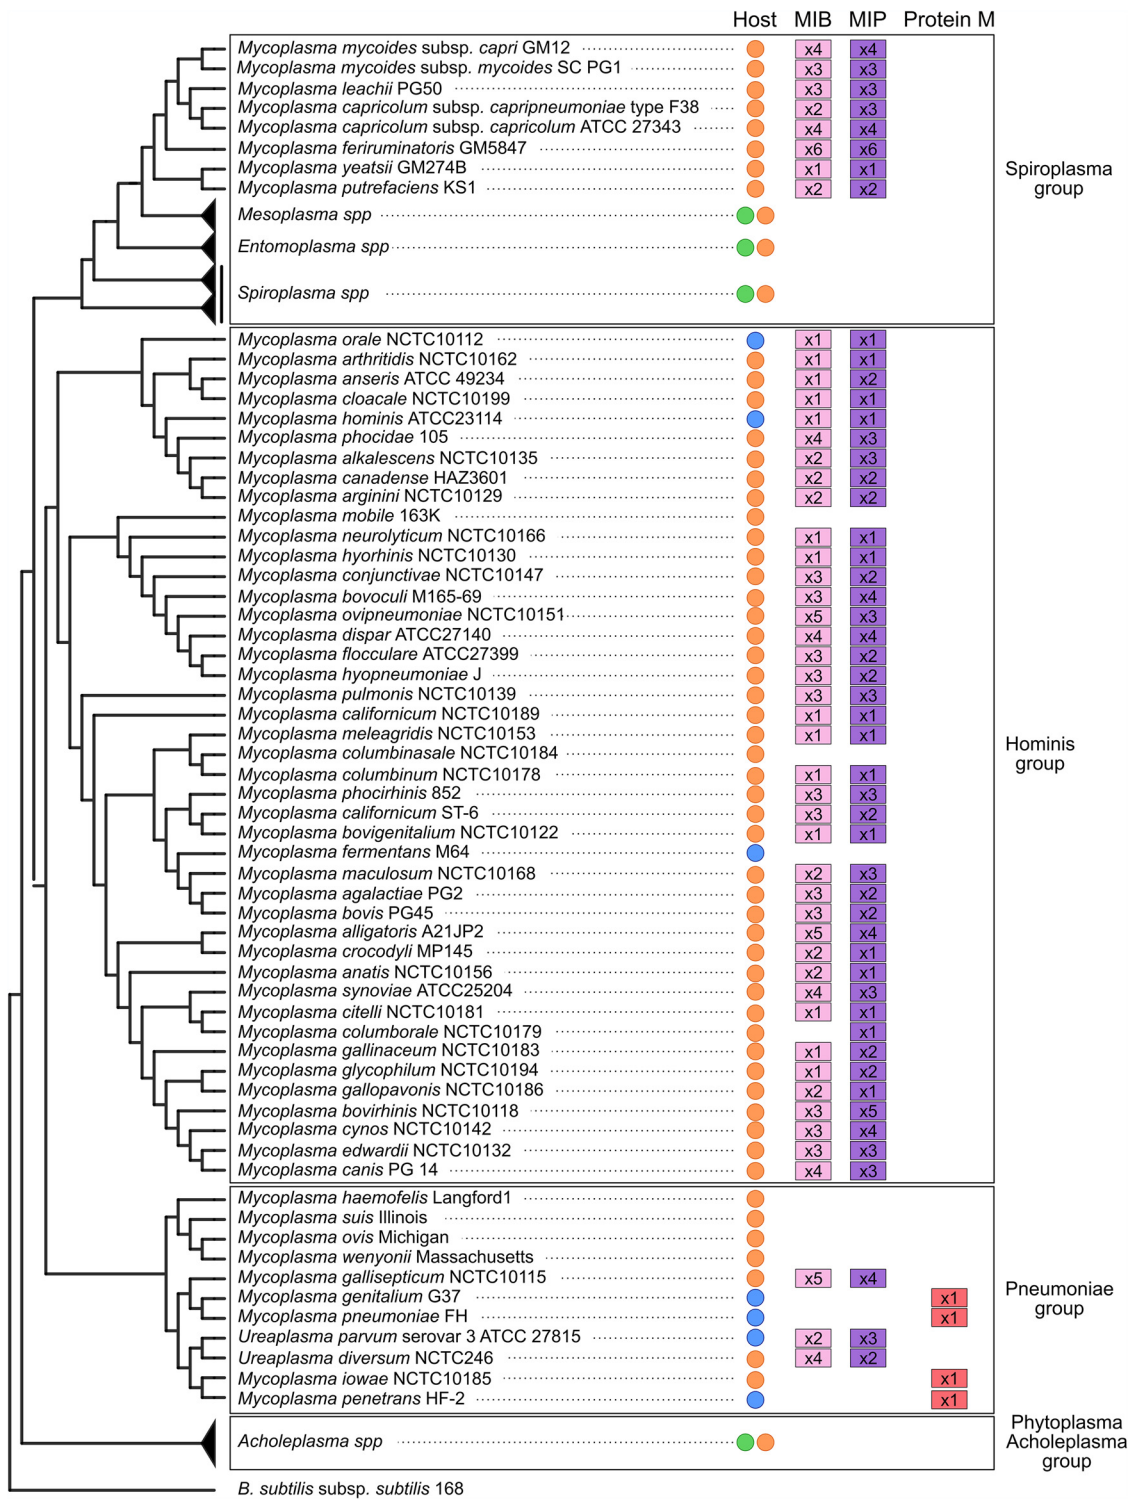 Host MIB MIP Protein M
Mycoplasma mycoides subsp. capri GM12 x4 x4
Mycoplasma mycoides subsp. mycoides SC PG1 x3 x3
Mycoplasma leachii PG50 x3 x3
Mycoplasma capricolum subsp. capripneumoniae type F38 x2 x3
Mycoplasma capricolum subsp. capricolum ATCC 27343 x4 x4
Mycoplasma feriruminatoris GM5847 x6 x6
Mycoplasma yeatsii GM274B x1 x1
Mycoplasma putrefaciens KS1 x2 x2
Mesoplasma spp
Entomoplasma spp
Spiroplasma spp
Spiroplasma
group
Mycoplasma orale NCTC10112 x1 x1
Mycoplasma arthritidis NCTC10162 x1 x1
Mycoplasma anseris ATCC 49234 x1 x2
Mycoplasma cloacale NCTC10199 x1 x1
Mycoplasma hominis ATCC23114 x1 x1
Mycoplasma phocidae 105 x4 x3
Mycoplasma alkalescens NCTC10135 x2 x3
Mycoplasma canadense HAZ3601 x2 x2
Mycoplasma arginini NCTC10129 x2 x2
Mycoplasma mobile 163K
Mycoplasma neurolyticum NCTC10166 x1 x1
Mycoplasma hyorhinis NCTC10130 x1 x1
Mycoplasma conjunctivae NCTC10147 x3 x2
Mycoplasma bovoculi M165-69 x3 x4
Mycoplasma ovipneumoniae NCTC10151 x5 x3
Mycoplasma dispar ATCC27140 x4 x4
Mycoplasma flocculare ATCC27399 x3 x2
Mycoplasma hyopneumoniae J x3 x2
Mycoplasma pulmonis NCTC10139 x3 x3
Mycoplasma californicum NCTC10189 x1 x1
Mycoplasma meleagridis NCTC10153 x1 x1
Mycoplasma columbinasale NCTC10184
Mycoplasma columbinum NCTC10178 x1 x1
Mycoplasma phocirhinis 852 x3 x3
Mycoplasma californicum ST-6 x3 x2
Mycoplasma bovigenitalium NCTC10122 x1 x1
Mycoplasma fermentans M64
Mycoplasma maculosum NCTC10168 x2 x3
Mycoplasma agalactiae PG2 x3 x2
Mycoplasma bovis PG45 x3 x2
Mycoplasma alligatoris A21JP2 x5 x4
Mycoplasma crocodyli MP145 x2 x1
Mycoplasma anatis NCTC10156 x2 x1
Mycoplasma synoviae ATCC25204 x4 x3
Mycoplasma citelli NCTC10181 x1 x1
Mycoplasma columborale NCTC10179 x1
Mycoplasma gallinaceum NCTC10183 x1 x2
Mycoplasma glycophilum NCTC10194 x1 x2
Mycoplasma gallopavonis NCTC10186 x2 x1
Mycoplasma bovirhinis NCTC10118 x3 x5
Mycoplasma cynos NCTC10142 x3 x4
Mycoplasma edwardii NCTC10132 x3 x3
Mycoplasma canis PG 14 x4 x3
Hominis
group
Mycoplasma haemofelis Langford1
Mycoplasma suis Illinois
Mycoplasma ovis Michigan
Mycoplasma wenyonii Massachusetts
Mycoplasma gallisepticum NCTC10115 x5 x4
Mycoplasma genitalium G37 x1
Mycoplasma pneumoniae FH x1
Ureaplasma parvum serovar 3 ATCC 27815 x2 x3
Ureaplasma diversum NCTC246 x4 x2
Mycoplasma iowae NCTC10185 x1
Mycoplasma penetrans HF-2 x1
Pneumoniae
group
Acholeplasma spp
Phytoplasma
Acholeplasma
group
B. subtilis subsp. subtilis 168